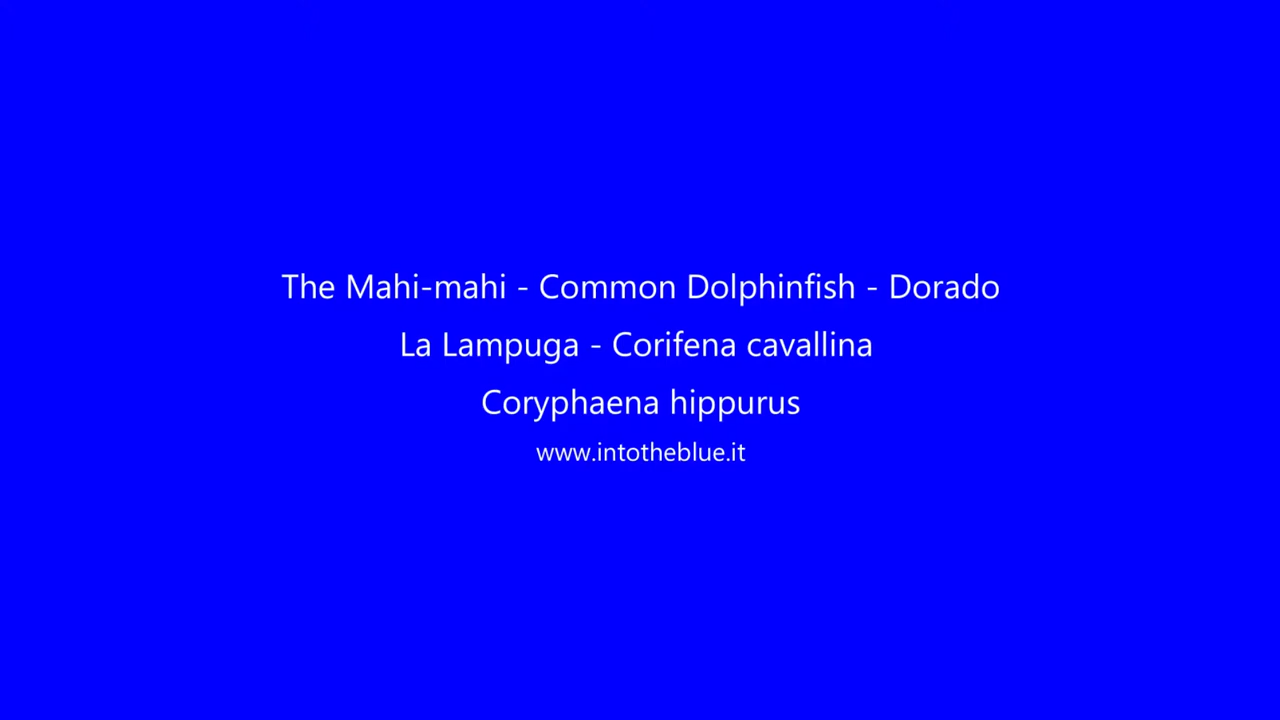 The Mahi-mahi - Common Dolphinfish - Dorado
La Lampuga - Corifena cavallina
Coryphaena hippurus
www.intotheblue.it